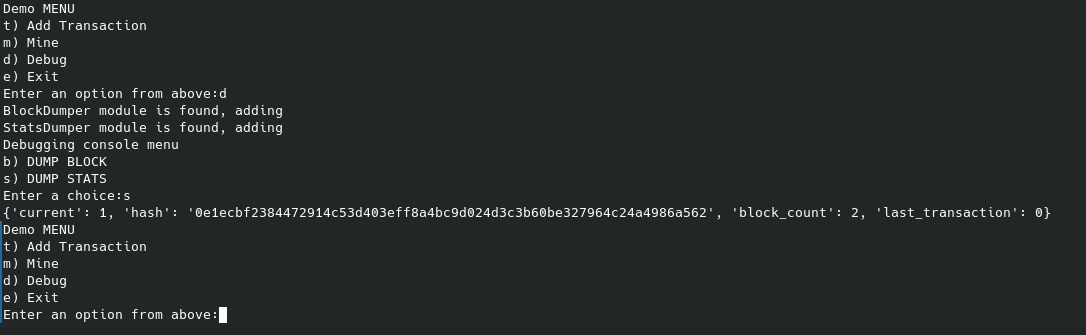 Demo MENU
t) Add Transaction
m) Mine
d) Debug
e) Exit
Enter an option from above:d
BlockDumper module is found, adding
StatsDumper module is found, adding
Debugging console menu
b) DUMP BLOCK
s) DUMP STATS
Enter a choice:s
{'current': 1, 'hash': '0e1ecbf2384472914c53d403eff8a4bc9d024d3c3b60be327964c24a4986a562', 'block_count': 2, 'last_transaction': 0}
Demo MENU
t) Add Transaction
m) Mine
d) Debug
e) Exit
Enter an option from above: